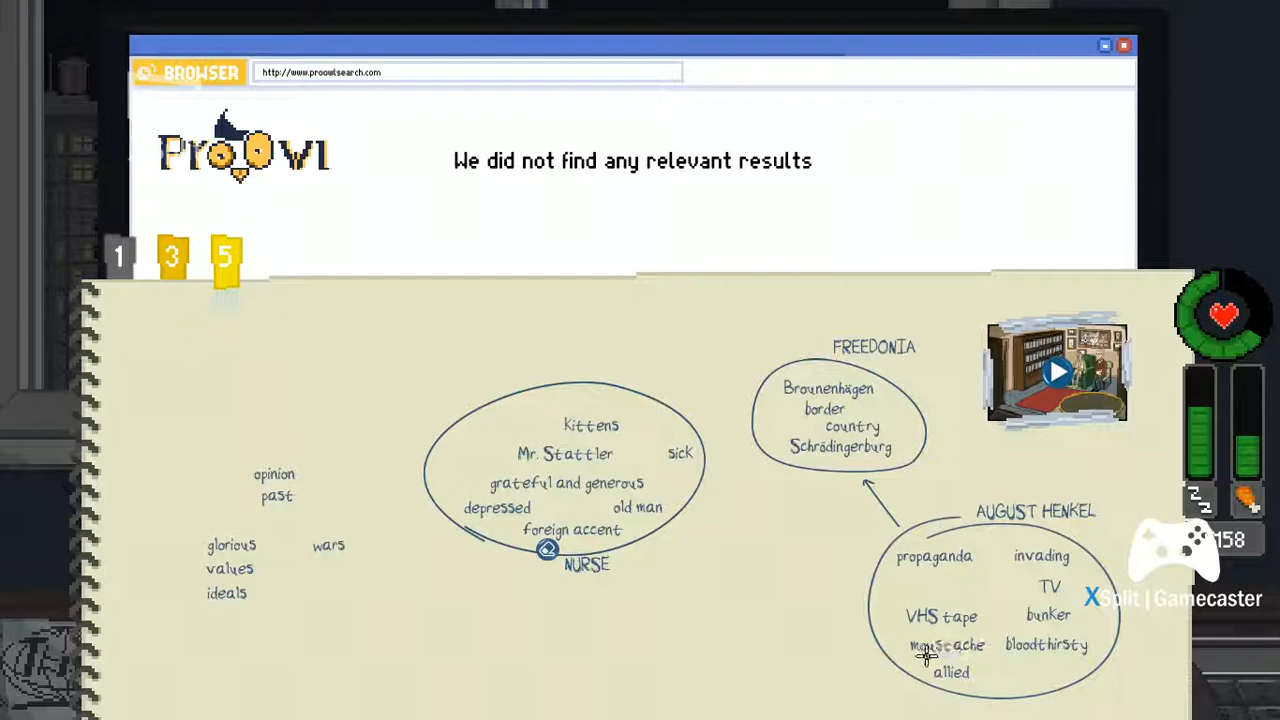 BROWSER
http://www.proowlsearch.com
PrOOwl
We did not find any relevant results
1 3 5
FREEDONIA
Brounenhägen
border
country
Schrödingerburg
kittens
Mr. Stattler sick
grateful and generous
depressed old man
foreign accent
NURSE
opinion
past
glorious wars
values
ideals
AUGUST HENKEL
propaganda invading
TV
VHS tape bunker
moustache bloodthirsty
allied
158
XSplit | Gamecaster